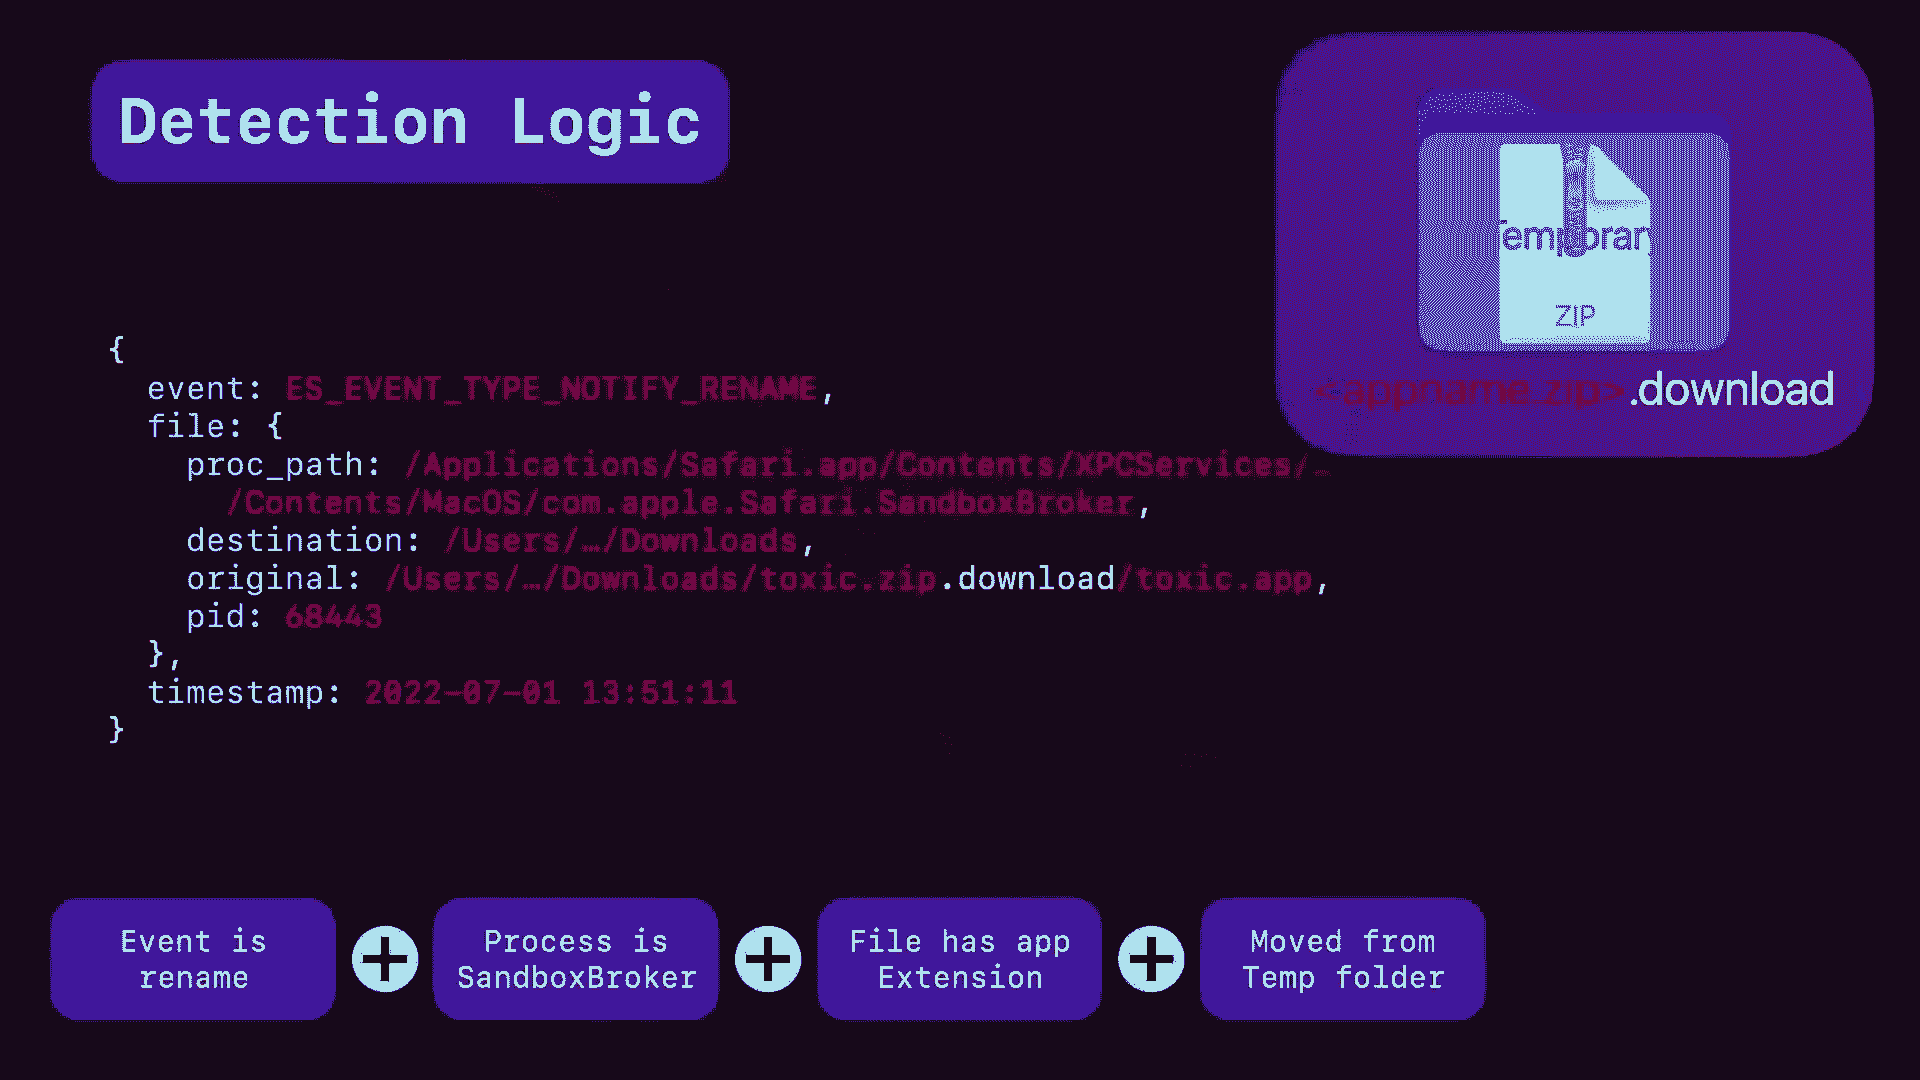 Detection Logic
Temporary
ZIP
<appname.zip>.download
{
event: ES_EVENT_TYPE_NOTIFY_RENAME,
file: {
proc_path: /Applications/Safari.app/Contents/XPCServices/…
/Contents/MacOS/com.apple.Safari.SandboxBroker,
destination: /Users/…/Downloads,
original: /Users/…/Downloads/toxic.zip.download/toxic.app,
pid: 68443
},
timestamp: 2022-07-01 13:51:11
}
Event is
rename
Process is
SandboxBroker
File has app
Extension
Moved from
Temp folder